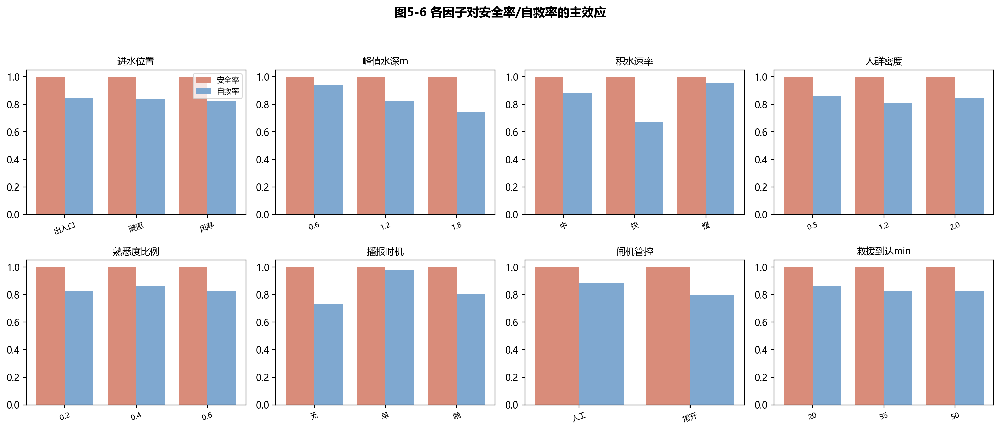 图5-6 各因子对安全率/自救率的主效应
进水位置
1.0
0.8
0.6
0.4
0.2
0.0
安全率
自救率
出入口 隧道 风亭
峰值水深m
1.0
0.8
0.6
0.4
0.2
0.0
0.6 1.2 1.8
积水速率
1.0
0.8
0.6
0.4
0.2
0.0
中 快 慢
人群密度
1.0
0.8
0.6
0.4
0.2
0.0
0.5 1.2 2.0
熟悉度比例
1.0
0.8
0.6
0.4
0.2
0.0
0.2 0.4 0.6
播报时机
1.0
0.8
0.6
0.4
0.2
0.0
无 早 晚
闸机管控
1.0
0.8
0.6
0.4
0.2
0.0
人工 常开
救援到达min
1.0
0.8
0.6
0.4
0.2
0.0
20 35 50